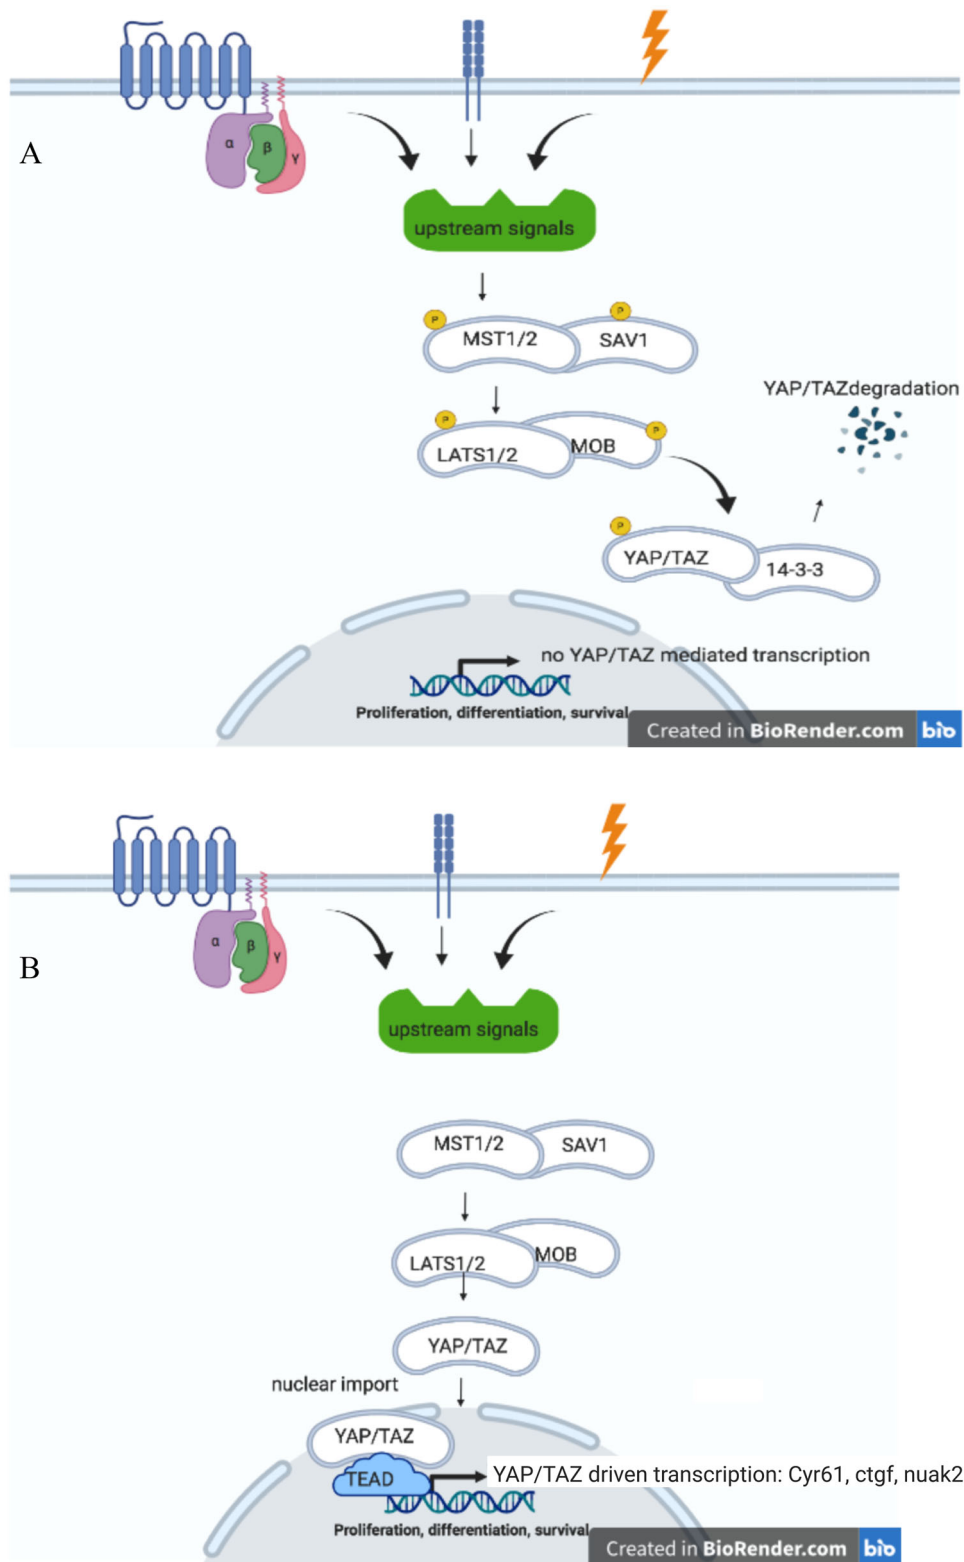 A
α
β
γ
upstream signals
P
P
MST1/2
SAV1
YAP/TAZdegradation
P
P
LATS1/2
MOB
P
YAP/TAZ
14-3-3
no YAP/TAZ mediated transcription
Proliferation, differentiation, survival
Created in BioRender.com bio
B
α
β
γ
upstream signals
MST1/2
SAV1
LATS1/2
MOB
YAP/TAZ
nuclear import
YAP/TAZ
TEAD
YAP/TAZ driven transcription: Cyr61, ctgf, nuak2
Proliferation, differentiation, survival
Created in BioRender.com bio